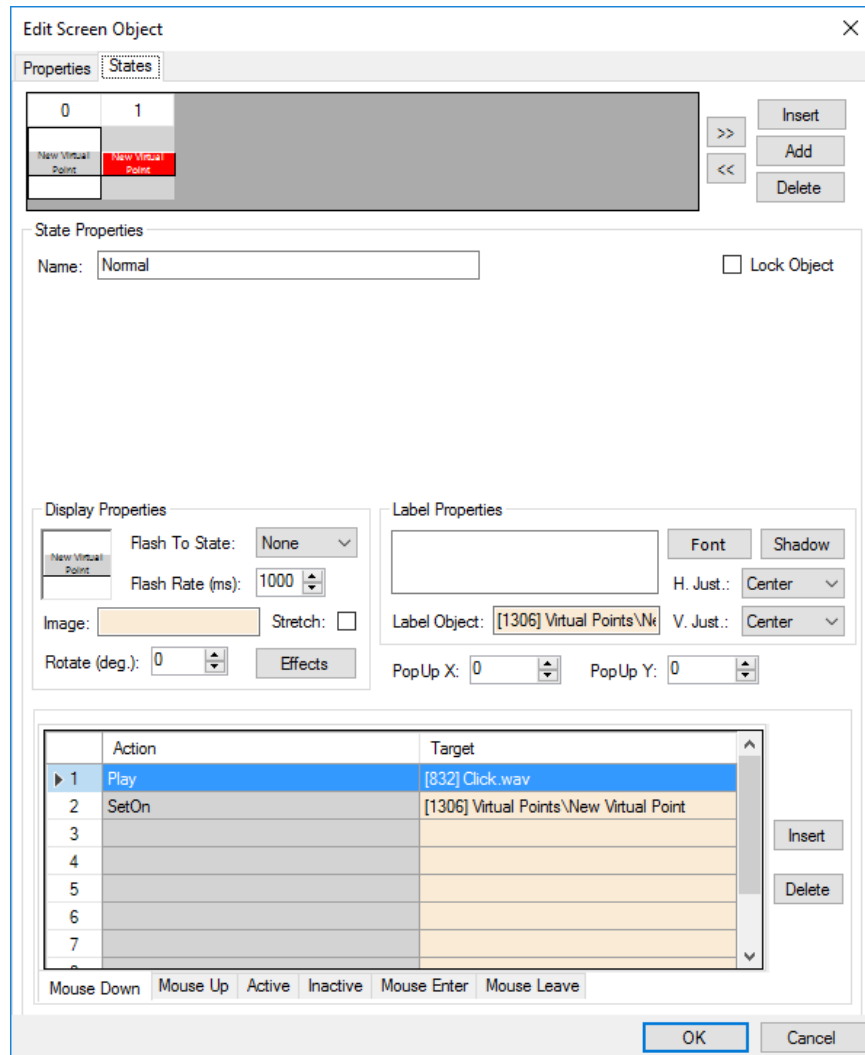 Edit Screen Object
Properties States
0 1
New Virtual Point New Virtual Point
>>
<<
Insert
Add
Delete
State Properties
Name: Normal
Lock Object
Display Properties
New Virtual Point
Flash To State: None
Flash Rate (ms): 1000
Image:
Stretch:
Rotate (deg.): 0
Effects
Label Properties
Font Shadow
H. Just.: Center
Label Object: [1306] Virtual Points\Ne
V. Just.: Center
PopUp X: 0 PopUp Y: 0
Action Target
1 Play [832] Click.wav
2 SetOn [1306] Virtual Points\New Virtual Point
3
4
5
6
7
Insert
Delete
Mouse Down Mouse Up Active Inactive Mouse Enter Mouse Leave
OK Cancel